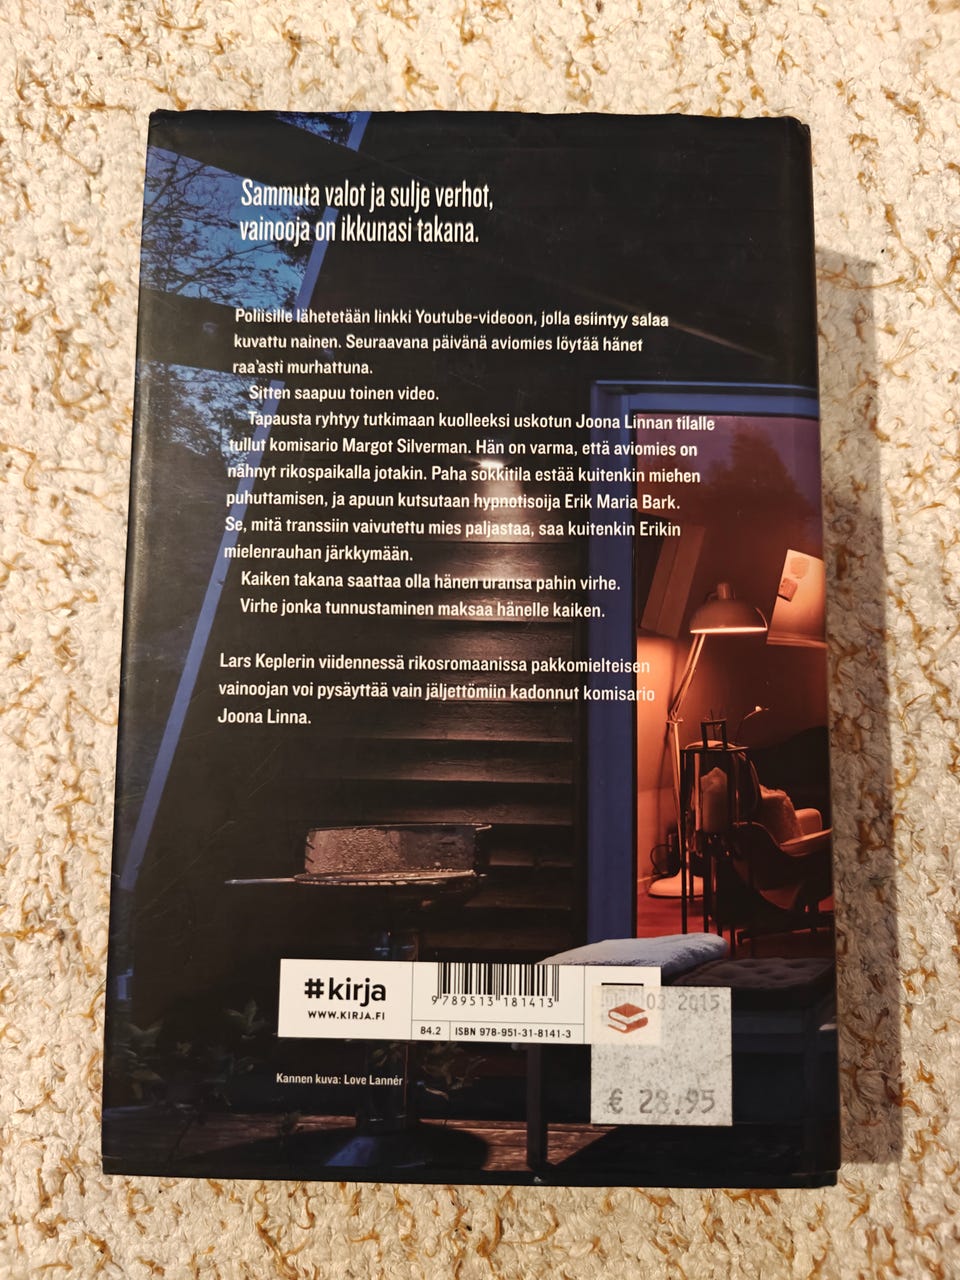 Sammuta valot ja sulje verhot,
vainooja on ikkunasi takana.
Poliisille lähetetään linkki Youtube-videoon, jolla esiintyy salaa
kuvattu nainen. Seuraavana päivänä aviomies löytää hänet
raa'asti murhattuna.
Sitten saapuu toinen video.
Tapausta ryhtyy tutkimaan kuolleeksi uskotun Joona Linnan tilalle
tullut komisario Margot Silverman. Hän on varma, että aviomies on
nähnyt rikospaikalla jotakin. Paha sokkitila estää kuitenkin miehen
puhuttamisen, ja apuun kutsutaan hypnotisoija Erik Maria Bark.
Se, mitä transsiin vaivutettu mies paljastaa, saa kuitenkin Erikin
mielenrauhan järkkymään.
Kaiken takana saattaa olla hänen uransa pahin virhe.
Virhe jonka tunnustaminen maksaa hänelle kaiken.
Lars Keplerin viidennessä rikosromaanissa pakkomielteisen
vainoojan voi pysäyttää vain jäljettömiin kadonnut komisario
Joona Linna.
#kirja
WWW.KIRJA.FI
9 789513 181413
84.2 ISBN 978-951-31-8141-3
03 2015
€ 28.95
Kannen kuva: Love Lannér